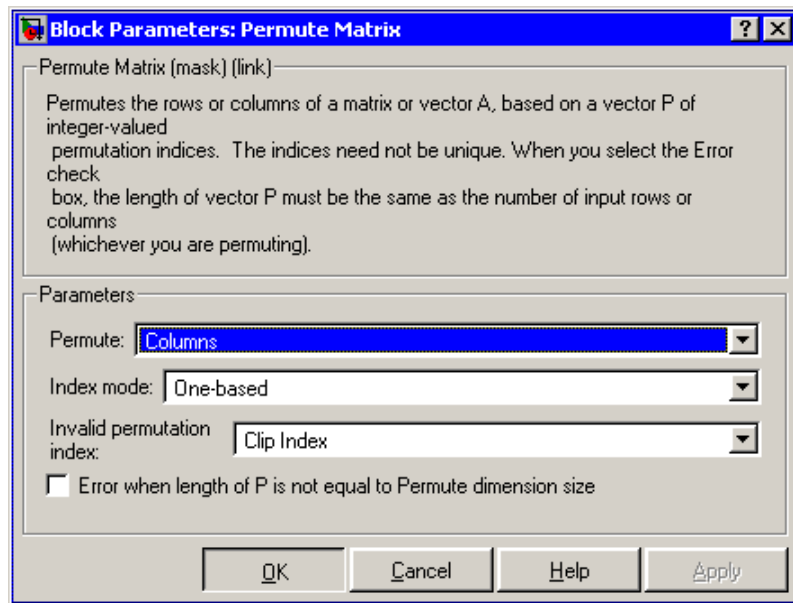 Block Parameters: Permute Matrix
Permute Matrix (mask) (link)
Permutes the rows or columns of a matrix or vector A, based on a vector P of
integer-valued
permutation indices.  The indices need not be unique. When you select the Error
check
box, the length of vector P must be the same as the number of input rows or
columns
(whichever you are permuting).
Parameters
Permute: Columns
Index mode: One-based
Invalid permutation
index: Clip Index
Error when length of P is not equal to Permute dimension size
OK Cancel Help Apply